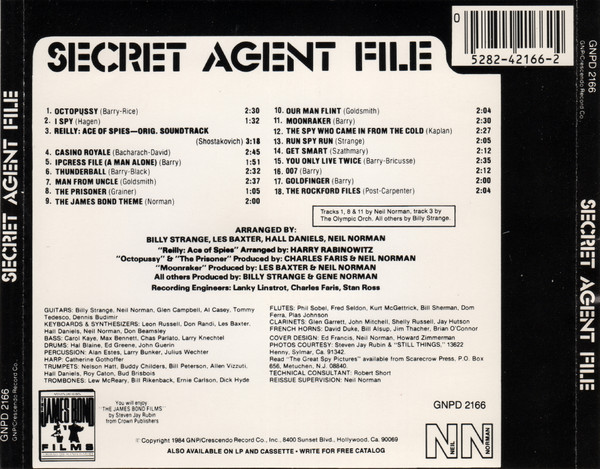 SECRET AGENT FILE
0
5282-42166-2
1. OCTOPUSSY (Barry-Rice) 2:30
2. I SPY (Hagen) 1:32
3. REILLY: ACE OF SPIES—ORIG. SOUNDTRACK
(Shostakovich) 3:18
4. CASINO ROYALE (Bacharach-David) 2:45
5. IPCRESS FILE (A MAN ALONE) (Barry) 1:51
6. THUNDERBALL (Barry-Black) 2:32
7. MAN FROM UNCLE (Goldsmith) 2:12
8. THE PRISONER (Grainer) 1:01
9. THE JAMES BOND THEME (Norman) 2:00
10. OUR MAN FLINT (Goldsmith) 2:04
11. MOONRAKER (Barry) 2:30
12. THE SPY WHO CAME IN FROM THE COLD (Kaplan) 2:27
13. RUN SPY RUN (Strange) 2:05
14. GET SMART (Szathmary) 2:12
15. YOU ONLY LIVE TWICE (Barry-Bricusse) 2:35
16. 007 (Barry) 2:12
17. GOLDFINGER (Barry) 2:00
18. THE ROCKFORD FILES (Post-Carpenter) 2:04
Tracks 1, 8 & 11 by Neil Norman, track 3 by
The Olympic Orch. All others by Billy Strange.
ARRANGED BY:
BILLY STRANGE, LES BAXTER, HALL DANIELS, NEIL NORMAN
"Reilly: Ace of Spies" Arranged by: HARRY RABINOWITZ
"Octopussy" & "The Prisoner" Produced by: CHARLES FARIS & NEIL NORMAN
"Moonraker" Produced by: LES BAXTER & NEIL NORMAN
All others Produced by: BILLY STRANGE & GENE NORMAN
Recording Engineers: Lanky Linstrot, Charles Faris, Stan Ross
GUITARS: Billy Strange, Neil Norman, Glen Campbell, Al Casey, Tommy
Tedesco, Dennis Budimir
KEYBOARDS & SYNTHESIZERS: Leon Russell, Don Randi, Les Baxter,
Hall Daniels, Neil Norman, Don Beamsley
BASS: Carol Kaye, Max Bennett, Chas Parlato, Larry Knechtel
DRUMS: Hal Blaine, Ed Greene, John Guerin
PERCUSSION: Alan Estes, Larry Bunker, Julius Wechter
HARP: Catherine Gotthoffer
TRUMPETS: Nelson Hatt, Buddy Childers, Bill Peterson, Allen Vizzuti,
Hall Daniels, Roy Caton, Bud Brisbois
TROMBONES: Lew McReary, Bill Rikenback, Ernie Carlson, Dick Hyde
FLUTES: Phil Sobel, Fred Seldon, Kurt McGettrick, Bill Sherman, Dom
Ferra, Plas Johnson
CLARINETS: Glen Garrett, John Mitchell, Shelly Russell, Jay Hutson
FRENCH HORNS: David Duke, Bill Alsup, Jim Thacher, Brian O'Connor
COVER DESIGN: Ed Francis, Neil Norman, Howard Zimmerman
PHOTOS COURTESY: Steven Jay Rubin & "STILL THINGS," 13622
Henny, Sylmar, Ca. 91342.
Read "The Great Spy Pictures" available from Scarecrow Press, P.O. Box
656, Metuchen, N.J. 08840.
TECHNICAL CONSULTANT: Robert Short
REISSUE SUPERVISION: Neil Norman
THE
JAMES BOND
FILMS
You will enjoy
"THE JAMES BOND FILMS"
by Steven Jay Rubin
from Crown Publishers
GNPD 2166
N N
NEIL
NORMAN
© Copyright 1984 GNP/Crescendo Record Co., Inc., 8400 Sunset Blvd., Hollywood, Ca. 90069
ALSO AVAILABLE ON LP AND CASSETTE • WRITE FOR FREE CATALOG
SECRET AGENT FILE
GNPD 2166
GNP/Crescendo Record Co.
GNPD 2166
GNP/Crescendo Record Co.
SECRET AGENT FILE